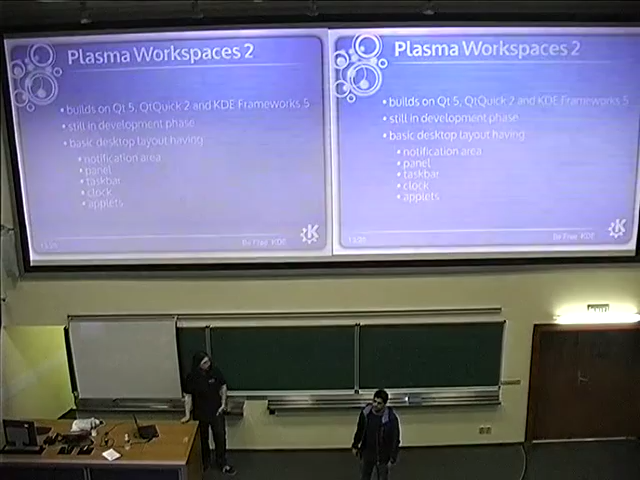 Plasma Workspaces 2
• builds on Qt 5, QtQuick 2 and KDE Frameworks 5
• still in development phase
• basic desktop layout having
• notification area
• panel
• taskbar
• clock
• applets
Be Free. KDE
Plasma Workspaces 2
• builds on Qt 5, QtQuick 2 and KDE Frameworks 5
• still in development phase
• basic desktop layout having
• notification area
• panel
• taskbar
• clock
• applets
Be Free. KDE